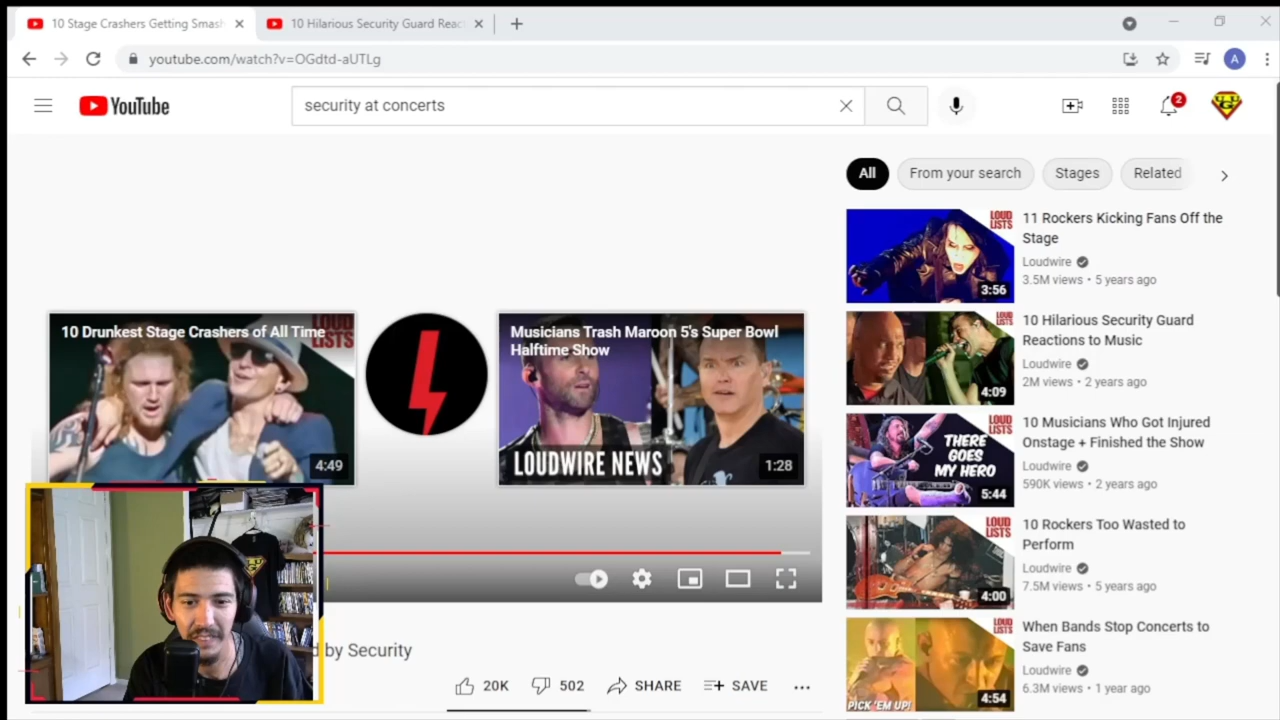 10 Stage Crashers Getting Smash
10 Hilarious Security Guard Reac
youtube.com/watch?v=OGdtd-aUTLg
A
YouTube
security at concerts
2
All
From your search
Stages
Related
10 Drunkest Stage Crashers of All Time
LOUD
LISTS
4:49
Musicians Trash Maroon 5's Super Bowl
Halftime Show
LOUDWIRE NEWS
1:28
d by Security
20K
502
SHARE
SAVE
LOUD
LISTS
3:56
11 Rockers Kicking Fans Off the
Stage
Loudwire
3.5M views • 5 years ago
LOUD
LISTS
4:09
10 Hilarious Security Guard
Reactions to Music
Loudwire
2M views • 2 years ago
LOUD
LISTS
THERE
GOES
MY HERO
5:44
10 Musicians Who Got Injured
Onstage + Finished the Show
Loudwire
590K views • 2 years ago
LOUD
LISTS
4:00
10 Rockers Too Wasted to
Perform
Loudwire
7.5M views • 5 years ago
LOUD
LISTS
PICK 'EM UP!
4:54
When Bands Stop Concerts to
Save Fans
Loudwire
6.3M views • 1 year ago